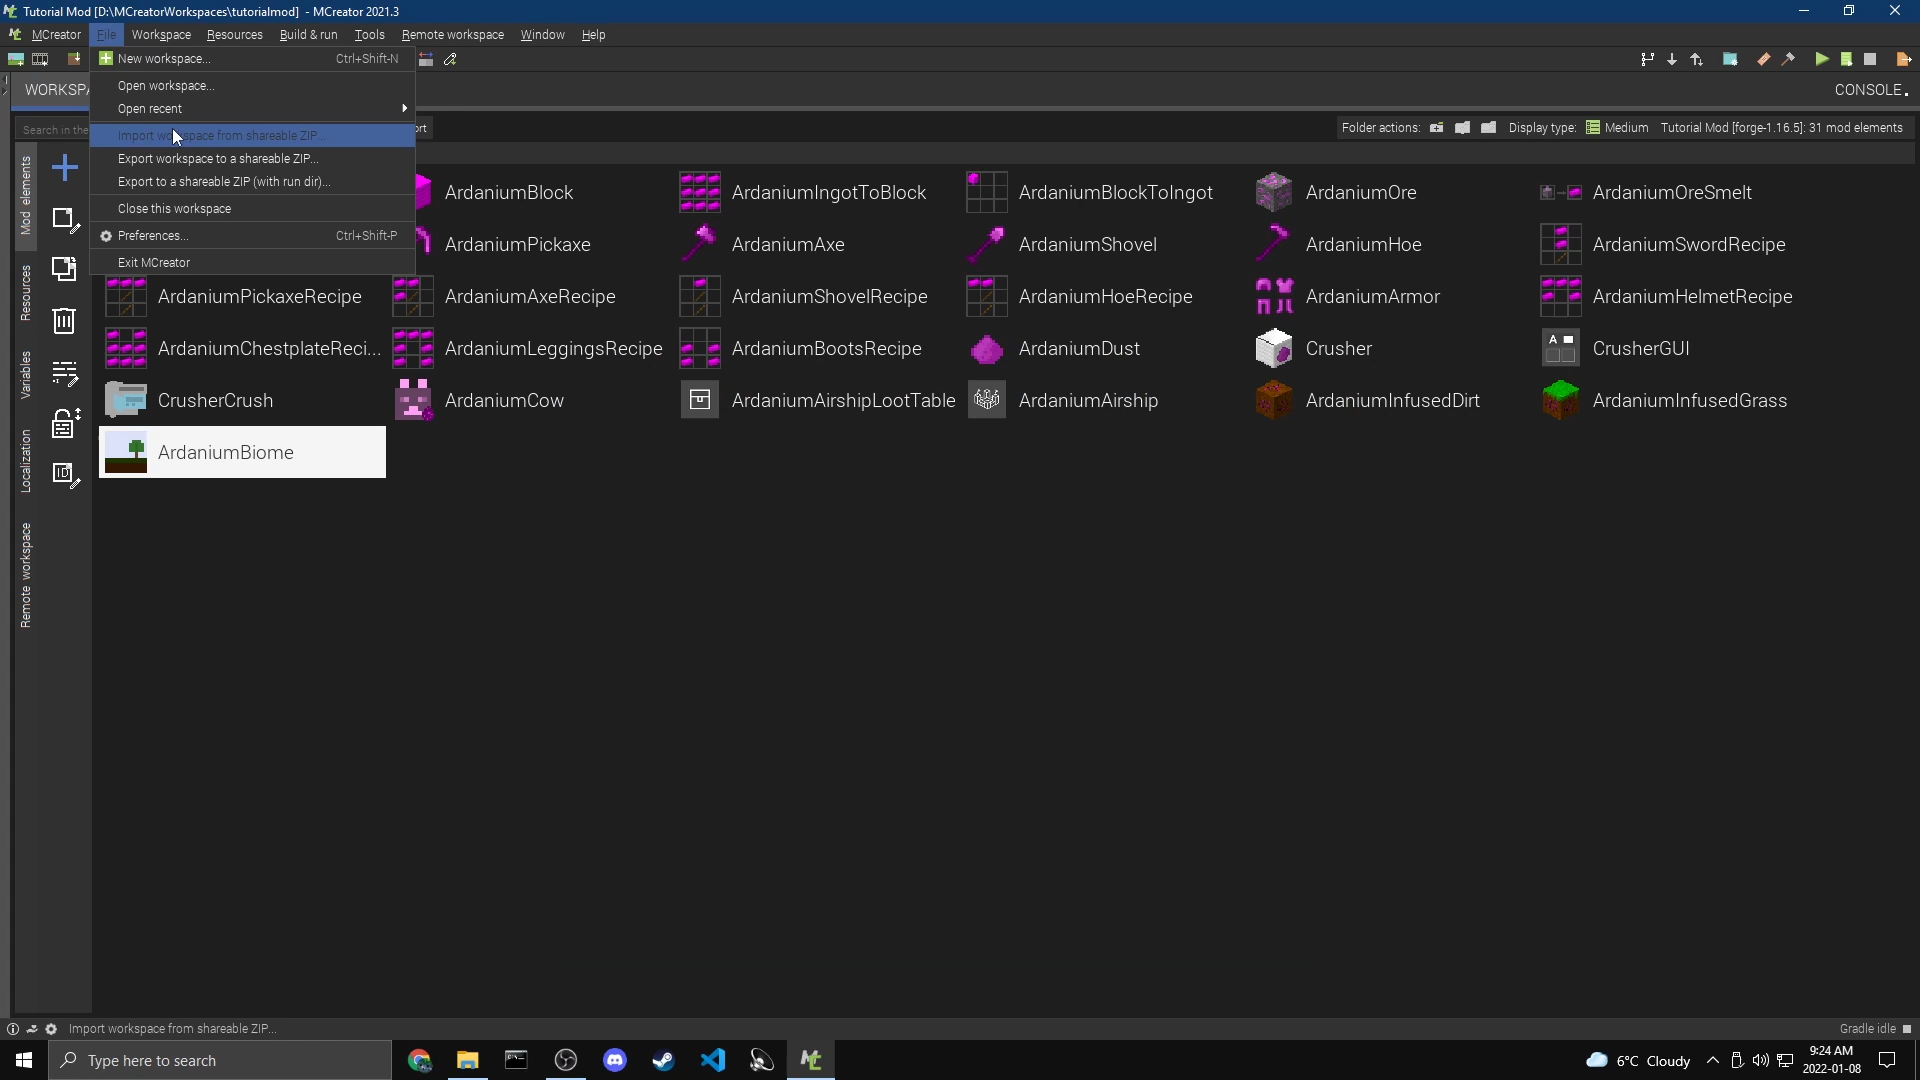 Tutorial Mod [D:\MCreatorWorkspaces\tutorialmod] - MCreator 2021.3
MCreator File Workspace Resources Build & run Tools Remote workspace Window Help
New workspace... Ctrl+Shift-N
WORKSPA
CONSOLE
Open workspace...
Open recent
Search in the
Import workspace from shareable ZIP...
ort
Folder actions: Display type: Medium Tutorial Mod [forge-1.16.5]: 31 mod elements
Export workspace to a shareable ZIP...
Export to a shareable ZIP (with run dir)...
Close this workspace
Preferences... Ctrl+Shift-P
Exit MCreator
Mod elements
Resources
Variables
Localization
Remote workspace
ArdaniumBlock ArdaniumIngotToBlock ArdaniumBlockToIngot ArdaniumOre ArdaniumOreSmelt
ArdaniumPickaxe ArdaniumAxe ArdaniumShovel ArdaniumHoe ArdaniumSwordRecipe
ArdaniumPickaxeRecipe ArdaniumAxeRecipe ArdaniumShovelRecipe ArdaniumHoeRecipe ArdaniumArmor ArdaniumHelmetRecipe
ArdaniumChestplateReci... ArdaniumLeggingsRecipe ArdaniumBootsRecipe ArdaniumDust Crusher CrusherGUI
CrusherCrush ArdaniumCow ArdaniumAirshipLootTable ArdaniumAirship ArdaniumInfusedDirt ArdaniumInfusedGrass
ArdaniumBiome
Import workspace from shareable ZIP...
Gradle idle
Type here to search
6°C Cloudy
9:24 AM
2022-01-08